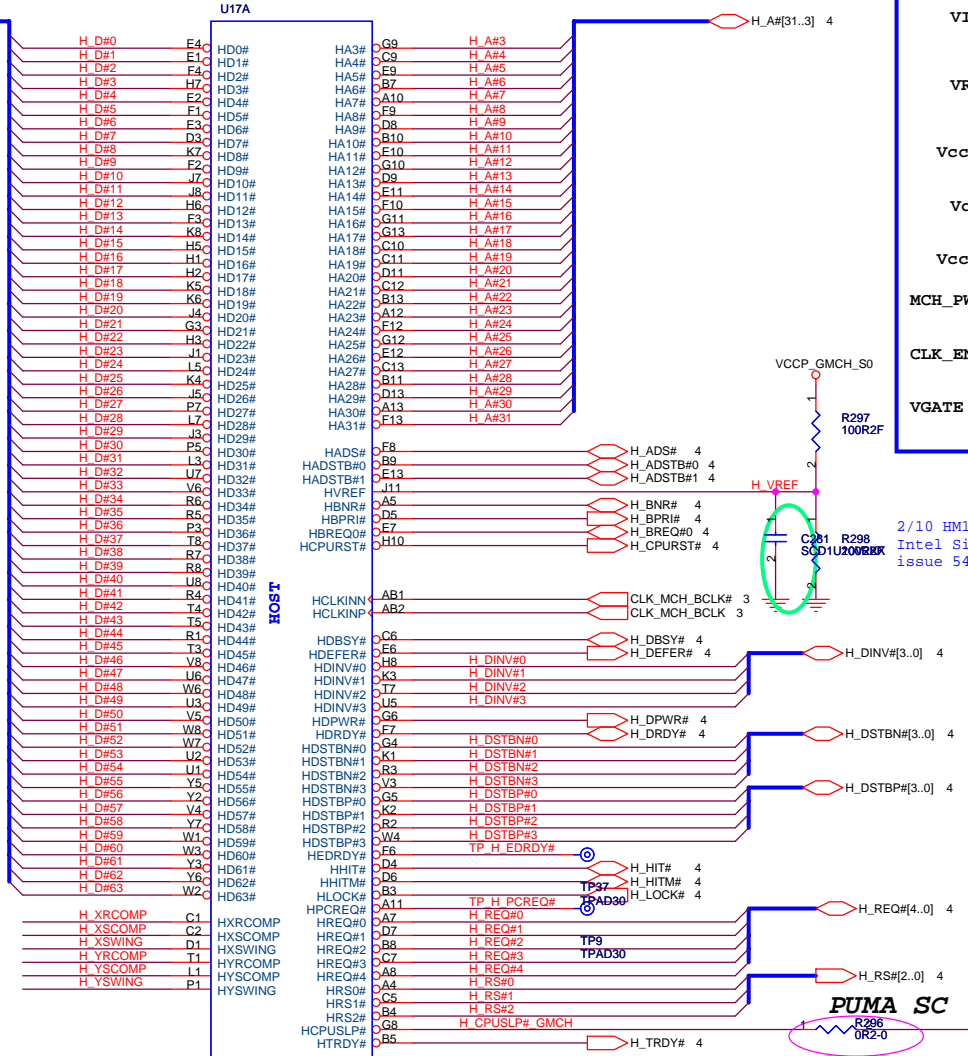 U17A
H_D#0 E4 HD0#
H_D#1 E1 HD1#
H_D#2 F4 HD2#
H_D#3 H7 HD3#
H_D#4 E2 HD4#
H_D#5 F1 HD5#
H_D#6 E3 HD6#
H_D#7 D3 HD7#
H_D#8 K7 HD8#
H_D#9 F2 HD9#
H_D#10 J7 HD10#
H_D#11 J8 HD11#
H_D#12 H6 HD12#
H_D#13 F3 HD13#
H_D#14 K8 HD14#
H_D#15 H5 HD15#
H_D#16 H1 HD16#
H_D#17 H2 HD17#
H_D#18 K5 HD18#
H_D#19 K6 HD19#
H_D#20 J4 HD20#
H_D#21 G3 HD21#
H_D#22 H3 HD22#
H_D#23 J1 HD23#
H_D#24 L5 HD24#
H_D#25 K4 HD25#
H_D#26 J5 HD26#
H_D#27 P7 HD27#
H_D#28 L7 HD28#
H_D#29 J3 HD29#
H_D#30 P5 HD30#
H_D#31 L3 HD31#
H_D#32 U7 HD32#
H_D#33 V6 HD33#
H_D#34 R6 HD34#
H_D#35 R5 HD35#
H_D#36 P3 HD36#
H_D#37 T8 HD37#
H_D#38 R7 HD38#
H_D#39 R8 HD39#
H_D#40 U8 HD40#
H_D#41 R4 HD41#
H_D#42 T4 HD42#
H_D#43 T5 HD43#
H_D#44 R1 HD44#
H_D#45 T3 HD45#
H_D#46 V8 HD46#
H_D#47 U6 HD47#
H_D#48 W6 HD48#
H_D#49 U3 HD49#
H_D#50 V5 HD50#
H_D#51 W8 HD51#
H_D#52 W7 HD52#
H_D#53 U2 HD53#
H_D#54 U1 HD54#
H_D#55 Y5 HD55#
H_D#56 Y2 HD56#
H_D#57 V4 HD57#
H_D#58 Y7 HD58#
H_D#59 W1 HD59#
H_D#60 W3 HD60#
H_D#61 Y3 HD61#
H_D#62 Y6 HD62#
H_D#63 W2 HD63#
H_XRCOMP C1 HXRCOMP
H_XSCOMP C2 HXSCOMP
H_XSWING D1 HXSWING
H_YRCOMP T1 HYRCOMP
H_YSCOMP L1 HYSCOMP
H_YSWING P1 HYSWING
HOST
HA3# G9 H_A#3
HA4# C9 H_A#4
HA5# E9 H_A#5
HA6# B7 H_A#6
HA7# A10 H_A#7
HA8# F9 H_A#8
HA9# D8 H_A#9
HA10# B10 H_A#10
HA11# E10 H_A#11
HA12# G10 H_A#12
HA13# D9 H_A#13
HA14# E11 H_A#14
HA15# F10 H_A#15
HA16# G11 H_A#16
HA17# G13 H_A#17
HA18# C10 H_A#18
HA19# C11 H_A#19
HA20# D11 H_A#20
HA21# C12 H_A#21
HA22# B13 H_A#22
HA23# A12 H_A#23
HA24# F12 H_A#24
HA25# G12 H_A#25
HA26# E12 H_A#26
HA27# C13 H_A#27
HA28# B11 H_A#28
HA29# D13 H_A#29
HA30# A13 H_A#30
HA31# F13 H_A#31
H_A#[31..3] 4
HADS# F8 H_ADS# 4
HADSTB#0 B9 H_ADSTB#0 4
HADSTB#1 E13 H_ADSTB#1 4
HVREF J11 H_VREF
HBNR# A5 H_BNR# 4
HBPRI# D5 H_BPRI# 4
HBREQ0# E7 H_BREQ#0 4
HCPURST# H10 H_CPURST# 4
HCLKINN AB1 CLK_MCH_BCLK# 3
HCLKINP AB2 CLK_MCH_BCLK 3
HDBSY# C6 H_DBSY# 4
HDEFER# E6 H_DEFER# 4
HDINV#0 H8 H_DINV#0
HDINV#1 K3 H_DINV#1
HDINV#2 T7 H_DINV#2
HDINV#3 U5 H_DINV#3
H_DINV#[3..0] 4
HDPWR# G6 H_DPWR# 4
HDRDY# F7 H_DRDY# 4
HDSTBN#0 G4 H_DSTBN#0
HDSTBN#1 K1 H_DSTBN#1
HDSTBN#2 R3 H_DSTBN#2
HDSTBN#3 V3 H_DSTBN#3
H_DSTBN#[3..0] 4
HDSTBP#0 G5 H_DSTBP#0
HDSTBP#1 K2 H_DSTBP#1
HDSTBP#2 R2 H_DSTBP#2
HDSTBP#3 W4 H_DSTBP#3
H_DSTBP#[3..0] 4
HEDRDY# F6 TP_H_EDRDY#
HHIT# D4 H_HIT# 4
HHITM# D6 H_HITM# 4
HLOCK# B3 H_LOCK# 4
TP37
TPAD30
HPCREQ# A11 TP_H_PCREQ#
HREQ#0 A7 H_REQ#0
HREQ#1 D7 H_REQ#1
HREQ#2 B8 H_REQ#2
HREQ#3 C7 H_REQ#3
HREQ#4 A8 H_REQ#4
TP9
TPAD30
H_REQ#[4..0] 4
HRS0# A4 H_RS#0
HRS1# C5 H_RS#1
HRS2# B4 H_RS#2
H_RS#[2..0] 4
HCPUSLP# G8 H_CPUSLP#_GMCH
HTRDY# B5 H_TRDY# 4
PUMA SC
1 R296
0R2-0
VCCP_GMCH_S0
1
R297
100R2F
2
1 1
C281 R298
2 2
2/10 HM1
Intel Si
issue 54
VI
VR
Vcc
Vc
Vcc
MCH_PW
CLK_EN
VGATE